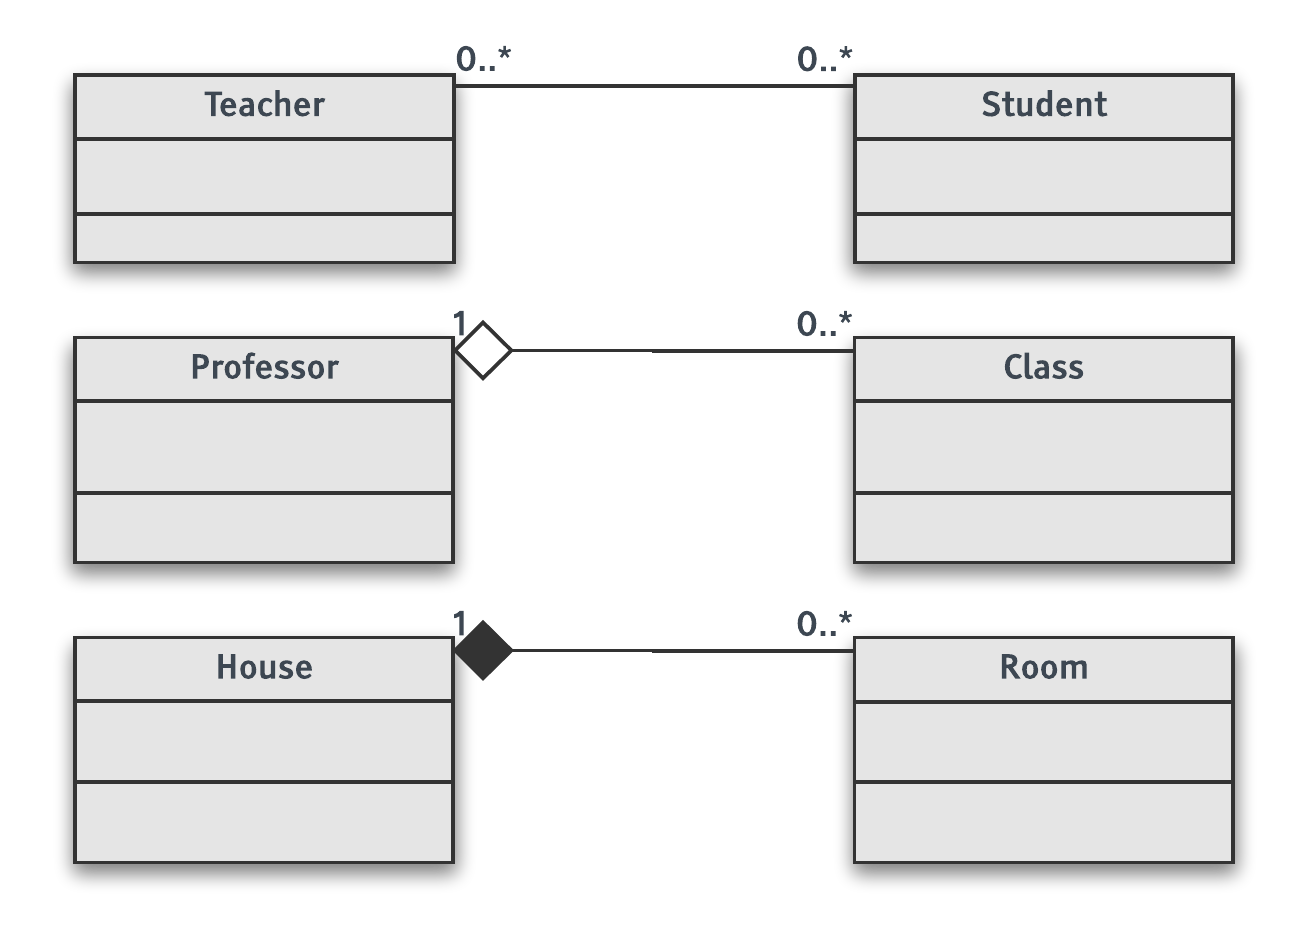 0..* 0..*
Teacher Student
1 0..*
Professor Class
1 0..*
House Room